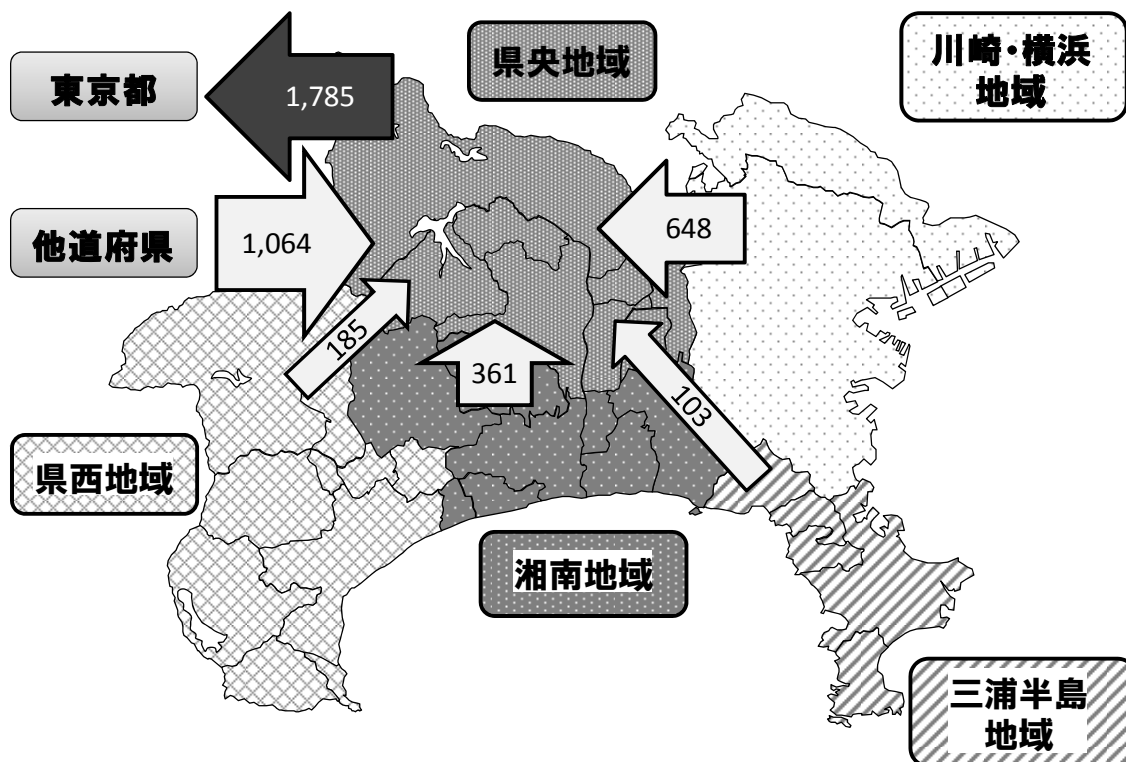 東京都
1,785
県央地域
川崎・横浜
地域
他道府県
1,064
648
185
361
103
県西地域
湘南地域
三浦半島
地域